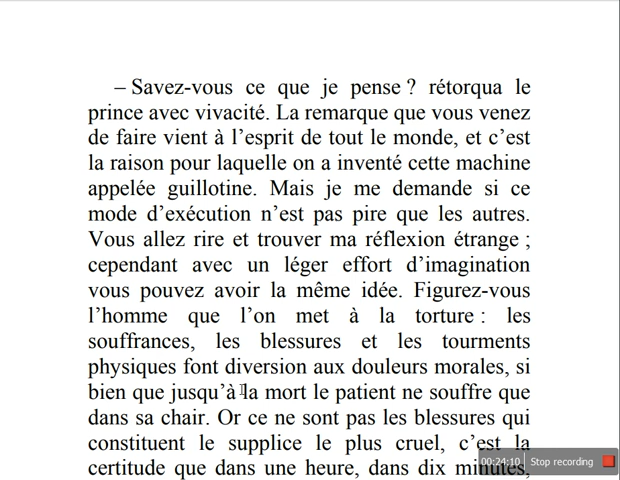 – Savez-vous ce que je pense ? rétorqua le
prince avec vivacité. La remarque que vous venez
de faire vient à l’esprit de tout le monde, et c’est
la raison pour laquelle on a inventé cette machine
appelée guillotine. Mais je me demande si ce
mode d’exécution n’est pas pire que les autres.
Vous allez rire et trouver ma réflexion étrange ;
cependant avec un léger effort d’imagination
vous pouvez avoir la même idée. Figurez-vous
l’homme que l’on met à la torture : les
souffrances, les blessures et les tourments
physiques font diversion aux douleurs morales, si
bien que jusqu’à la mort le patient ne souffre que
dans sa chair. Or ce ne sont pas les blessures qui
constituent le supplice le plus cruel, c’est la
certitude que dans une heure, dans dix minutes,
00:24:10 Stop recording